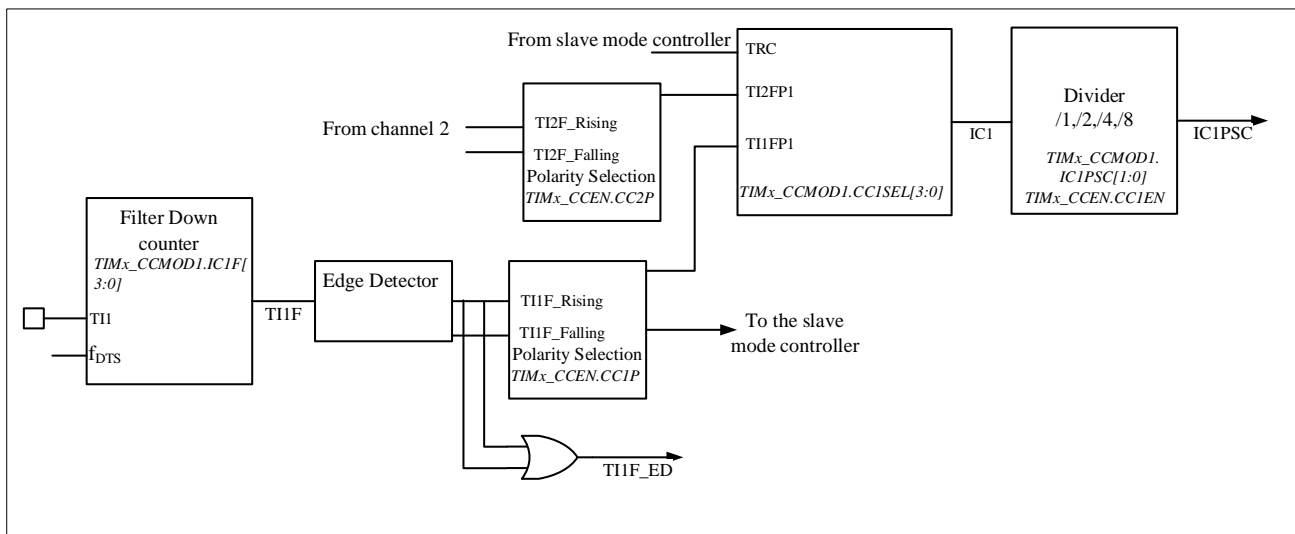 From slave mode controller
TRC
TI2FP1
TI1FP1
TIMx_CCMOD1.CC1SEL[3:0]
IC1
Divider
/1,/2,/4,/8
TIMx_CCMOD1.
IC1PSC[1:0]
TIMx_CCEN.CC1EN
IC1PSC
From channel 2
TI2F_Rising
TI2F_Falling
Polarity Selection
TIMx_CCEN.CC2P
Filter Down
counter
TIMx_CCMOD1.IC1F[
3:0]
TI1
fDTS
TI1F
Edge Detector
TI1F_Rising
TI1F_Falling
Polarity Selection
TIMx_CCEN.CC1P
To the slave
mode controller
TI1F_ED